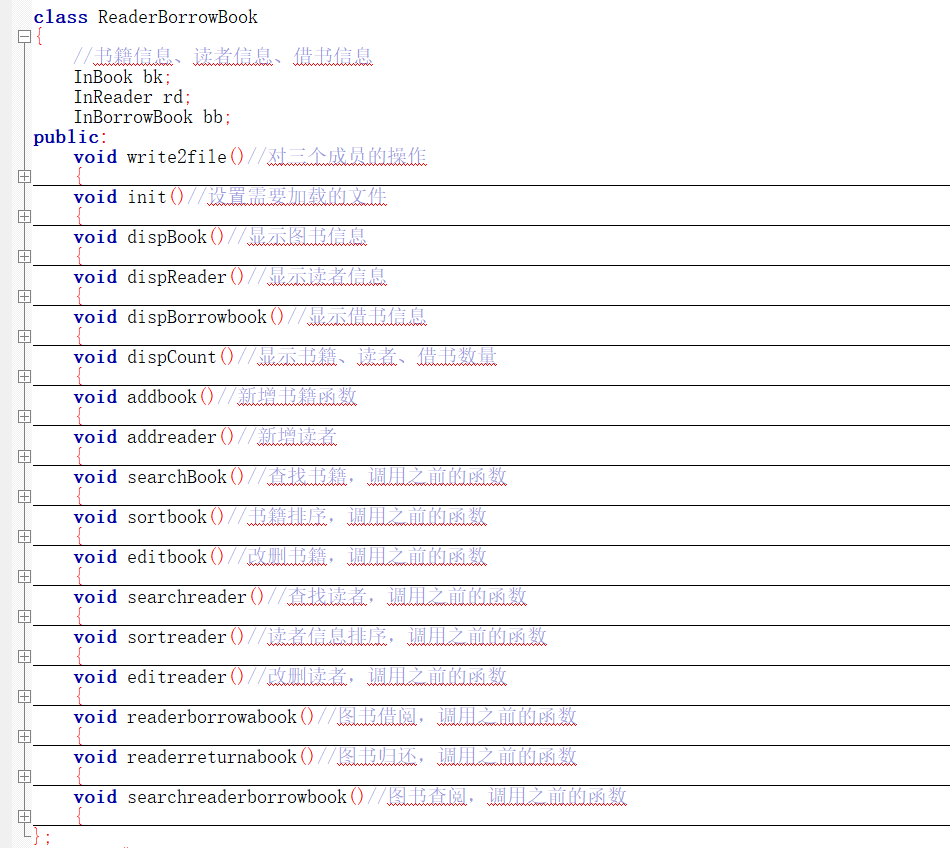 class ReaderBorrowBook
{
//书籍信息、读者信息、借书信息
InBook bk;
InReader rd;
InBorrowBook bb;
public:
void write2file()//对三个成员的操作
{
void init()//设置需要加载的文件
{
void dispBook()//显示图书信息
{
void dispReader()//显示读者信息
{
void dispBorrowbook()//显示借书信息
{
void dispCount()//显示书籍、读者、借书数量
{
void addbook()//新增书籍函数
{
void addreader()//新增读者
{
void searchBook()//查找书籍，调用之前的函数
{
void sortbook()//书籍排序，调用之前的函数
{
void editbook()//改删书籍，调用之前的函数
{
void searchreader()//查找读者，调用之前的函数
{
void sortreader()//读者信息排序，调用之前的函数
{
void editreader()//改删读者，调用之前的函数
{
void readerborrowabook()//图书借阅，调用之前的函数
{
void readerreturnabook()//图书归还，调用之前的函数
{
void searchreaderborrowbook()//图书查阅，调用之前的函数
{
};